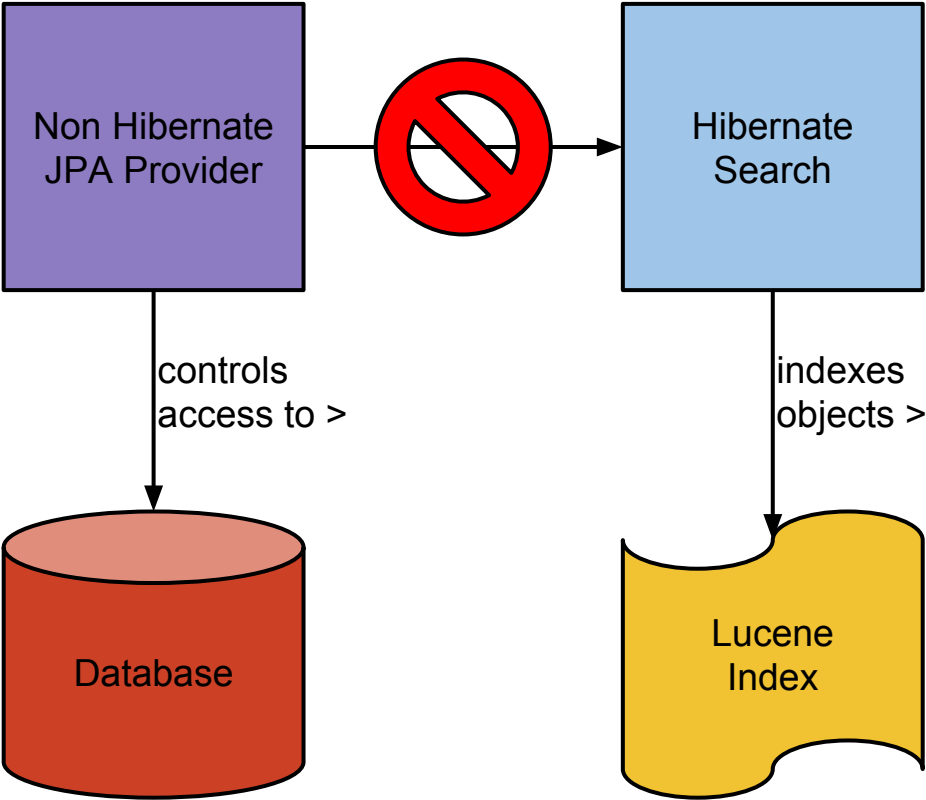 Non Hibernate
JPA Provider
Hibernate
Search
controls
access to >
indexes
objects >
Database
Lucene
Index